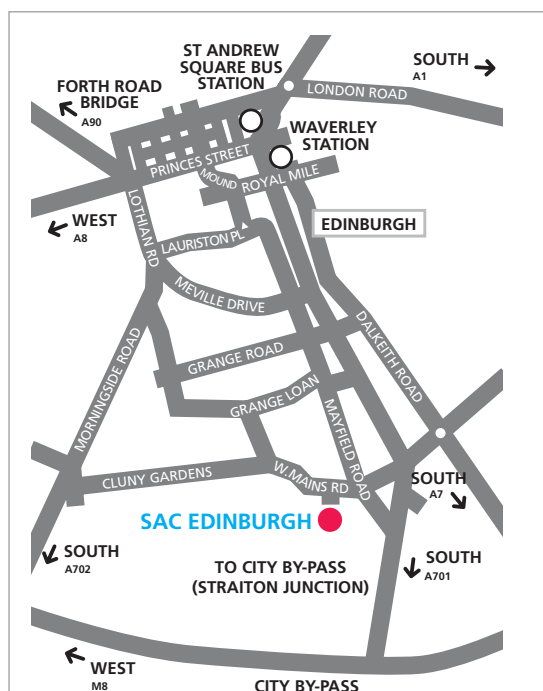 ST ANDREW
SQUARE BUS
STATION
SOUTH
A1
FORTH ROAD
BRIDGE
A90
LONDON ROAD
WAVERLEY
STATION
PRINCES STREET
MOUND
ROYAL MILE
WEST
A8
LOTHIAN RD
EDINBURGH
LAURISTON PL
MEVILLE DRIVE
DALKEITH ROAD
GRANGE ROAD
MORNINGSIDE ROAD
GRANGE LOAN
MAYFIELD ROAD
CLUNY GARDENS
W.MAINS RD
SOUTH
A7
SAC EDINBURGH
SOUTH
A702
TO CITY BY-PASS
(STRAITON JUNCTION)
SOUTH
A701
WEST
M8
CITY BY-PASS